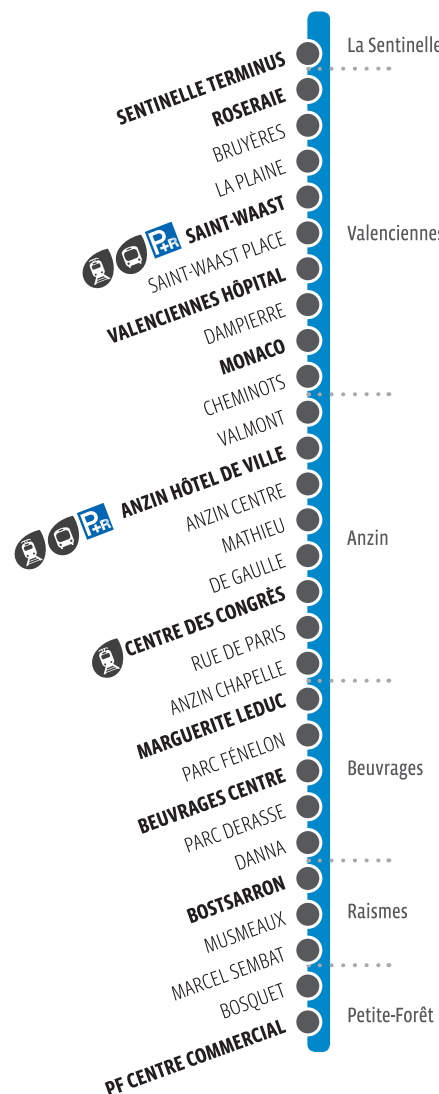 La Sentinelle
SENTINELLE TERMINUS
ROSERAIE
BRUYÈRES
LA PLAINE
P+R SAINT-WAAST
Valenciennes
SAINT-WAAST PLACE
VALENCIENNES HÔPITAL
DAMPIERRE
MONACO
CHEMINOTS
VALMONT
P+R ANZIN HÔTEL DE VILLE
ANZIN CENTRE
MATHIEU
Anzin
DE GAULLE
CENTRE DES CONGRÈS
RUE DE PARIS
ANZIN CHAPELLE
MARGUERITE LEDUC
PARC FÉNELON
Beuvrages
BEUVRAGES CENTRE
PARC DERASSE
DANNA
BOSTSARRON
Raismes
MUSMEAUX
MARCEL SEMBAT
BOSQUET
Petite-Forêt
PF CENTRE COMMERCIAL